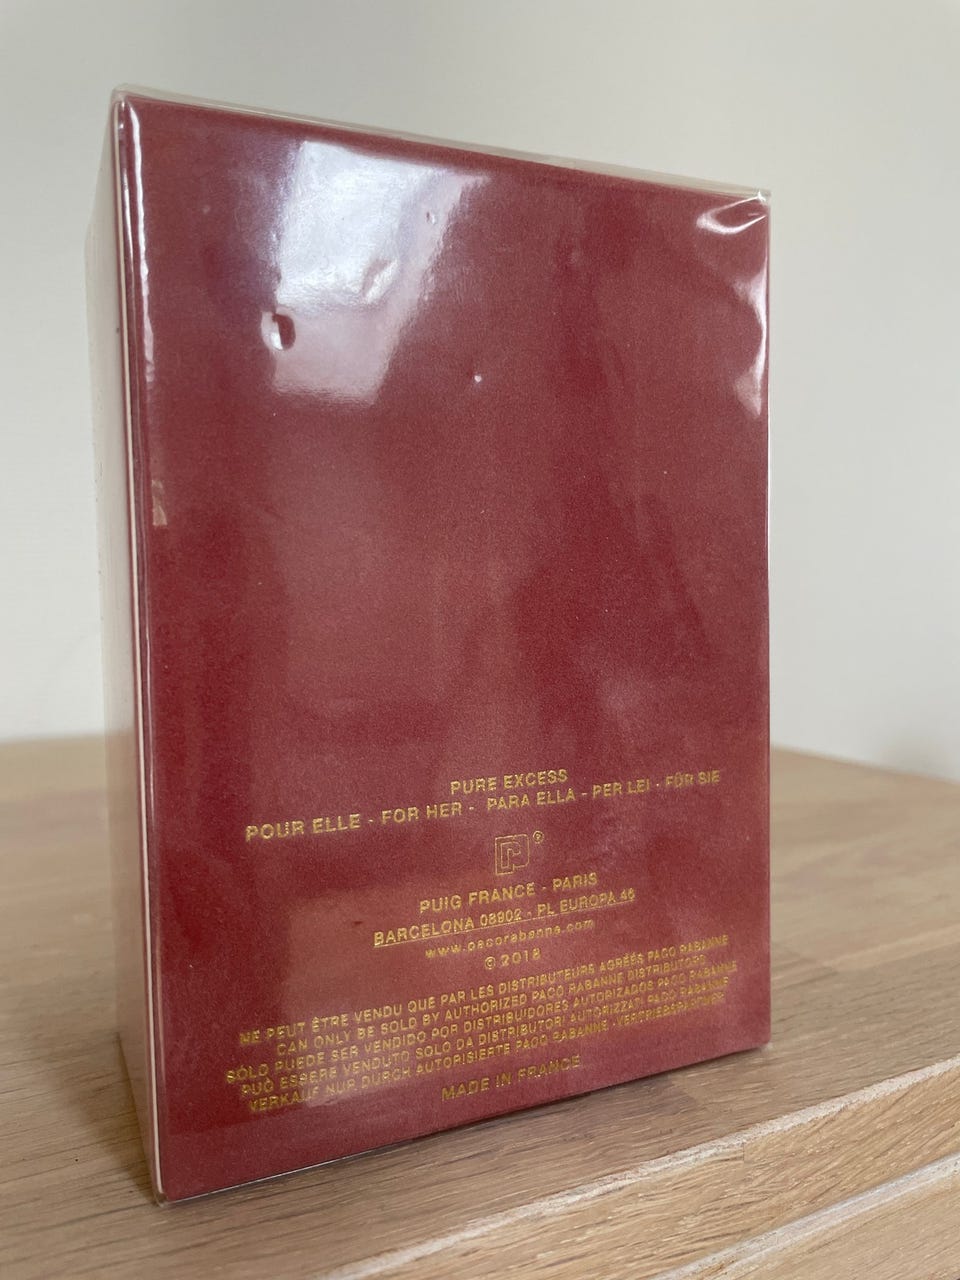 PURE EXCESS
POUR ELLE - FOR HER - PARA ELLA - PER LEI - FÜR SIE
®
PUIG FRANCE - PARIS
BARCELONA 08902 - PL EUROPA 46
www.pacorabanne.com
© 2018
NE PEUT ÊTRE VENDU QUE PAR LES DISTRIBUTEURS AGRÉÉS PACO RABANNE
CAN ONLY BE SOLD BY AUTHORIZED PACO RABANNE DISTRIBUTORS
SÓLO PUEDE SER VENDIDO POR DISTRIBUIDORES AUTORIZADOS PACO RABANNE
PUÒ ESSERE VENDUTO SOLO DA DISTRIBUTORI AUTORIZZATI PACO RABANNE
VERKAUF NUR DURCH AUTORISIERTE PACO RABANNE-VERTRIEBSPARTNER
MADE IN FRANCE